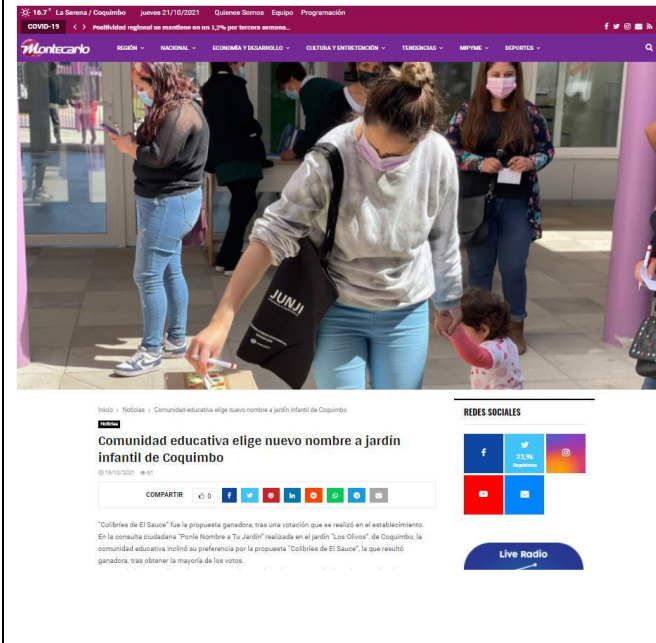 16.7° La Serena / Coquimbo jueves 21/10/2021 Quienes Somos Equipo Programación
COVID-19 < > Positividad regional se mantiene en un 1,2% por tercera semana...
Montecarlo REGIÓN NACIONAL ECONOMÍA Y DESARROLLO CULTURA Y ENTRETENCIÓN TENDENCIAS MIPYME DEPORTES
JUNJI
Inicio > Noticias > Comunidad educativa elige nuevo nombre a jardín infantil de Coquimbo
Noticias
Comunidad educativa elige nuevo nombre a jardín
infantil de Coquimbo
19/10/2021 61
COMPARTIR 0
"Colibríes de El Sauce" fue la propuesta ganadora, tras una votación que se realizó en el establecimiento.
En la consulta ciudadana "Ponle Nombre a Tu Jardín" realizada en el jardín "Los Olivos", de Coquimbo, la
comunidad educativa inclinó su preferencia por la propuesta "Colibríes de El Sauce", la que resultó
ganadora, tras obtener la mayoría de los votos.
REDES SOCIALES
23,9k
Seguidores
Live Radio